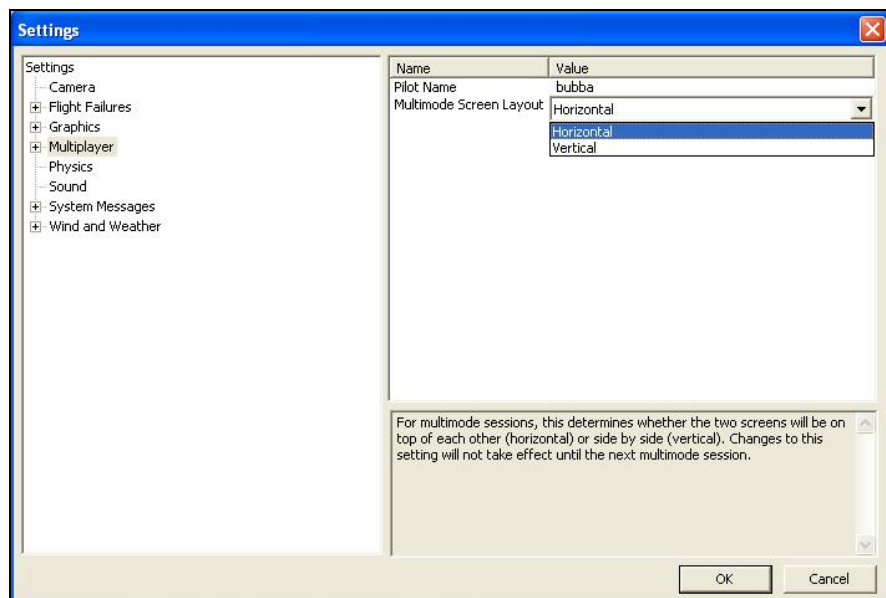 Settings
Settings
Camera
Flight Failures
Graphics
Multiplayer
Physics
Sound
System Messages
Wind and Weather
Name Value
Pilot Name bubba
Multimode Screen Layout Horizontal
Horizontal
Vertical
For multimode sessions, this determines whether the two screens will be on
top of each other (horizontal) or side by side (vertical). Changes to this
setting will not take effect until the next multimode session.
OK Cancel